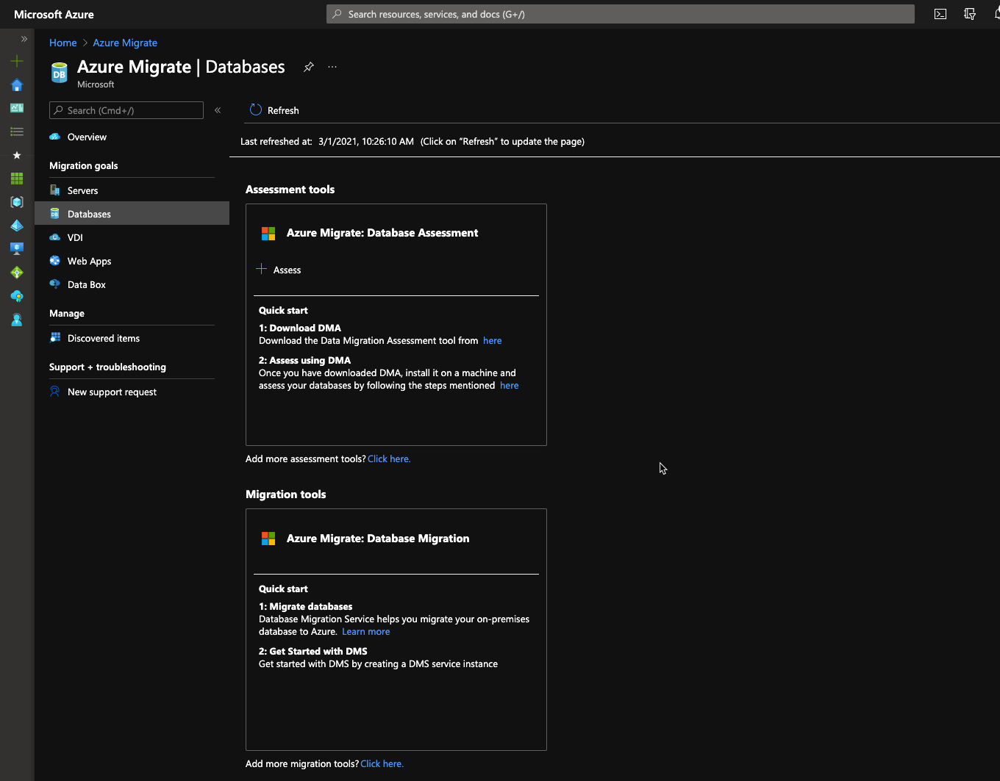 Microsoft Azure
Search resources, services, and docs (G+/)
Home > Azure Migrate
DB
Azure Migrate | Databases
...
Microsoft
Search (Cmd+/)
Overview
Migration goals
Servers
DB
Databases
VDI
Web Apps
Data Box
Manage
Discovered items
Support + troubleshooting
New support request
Refresh
Last refreshed at: 3/1/2021, 10:26:10 AM (Click on “Refresh” to update the page)
Assessment tools
Azure Migrate: Database Assessment
Assess
Quick start
1: Download DMA
Download the Data Migration Assessment tool from here
2: Assess using DMA
Once you have downloaded DMA, install it on a machine and
assess your databases by following the steps mentioned here
Add more assessment tools? Click here.
Migration tools
Azure Migrate: Database Migration
Quick start
1: Migrate databases
Database Migration Service helps you migrate your on-premises
database to Azure. Learn more
2: Get Started with DMS
Get started with DMS by creating a DMS service instance
Add more migration tools? Click here.